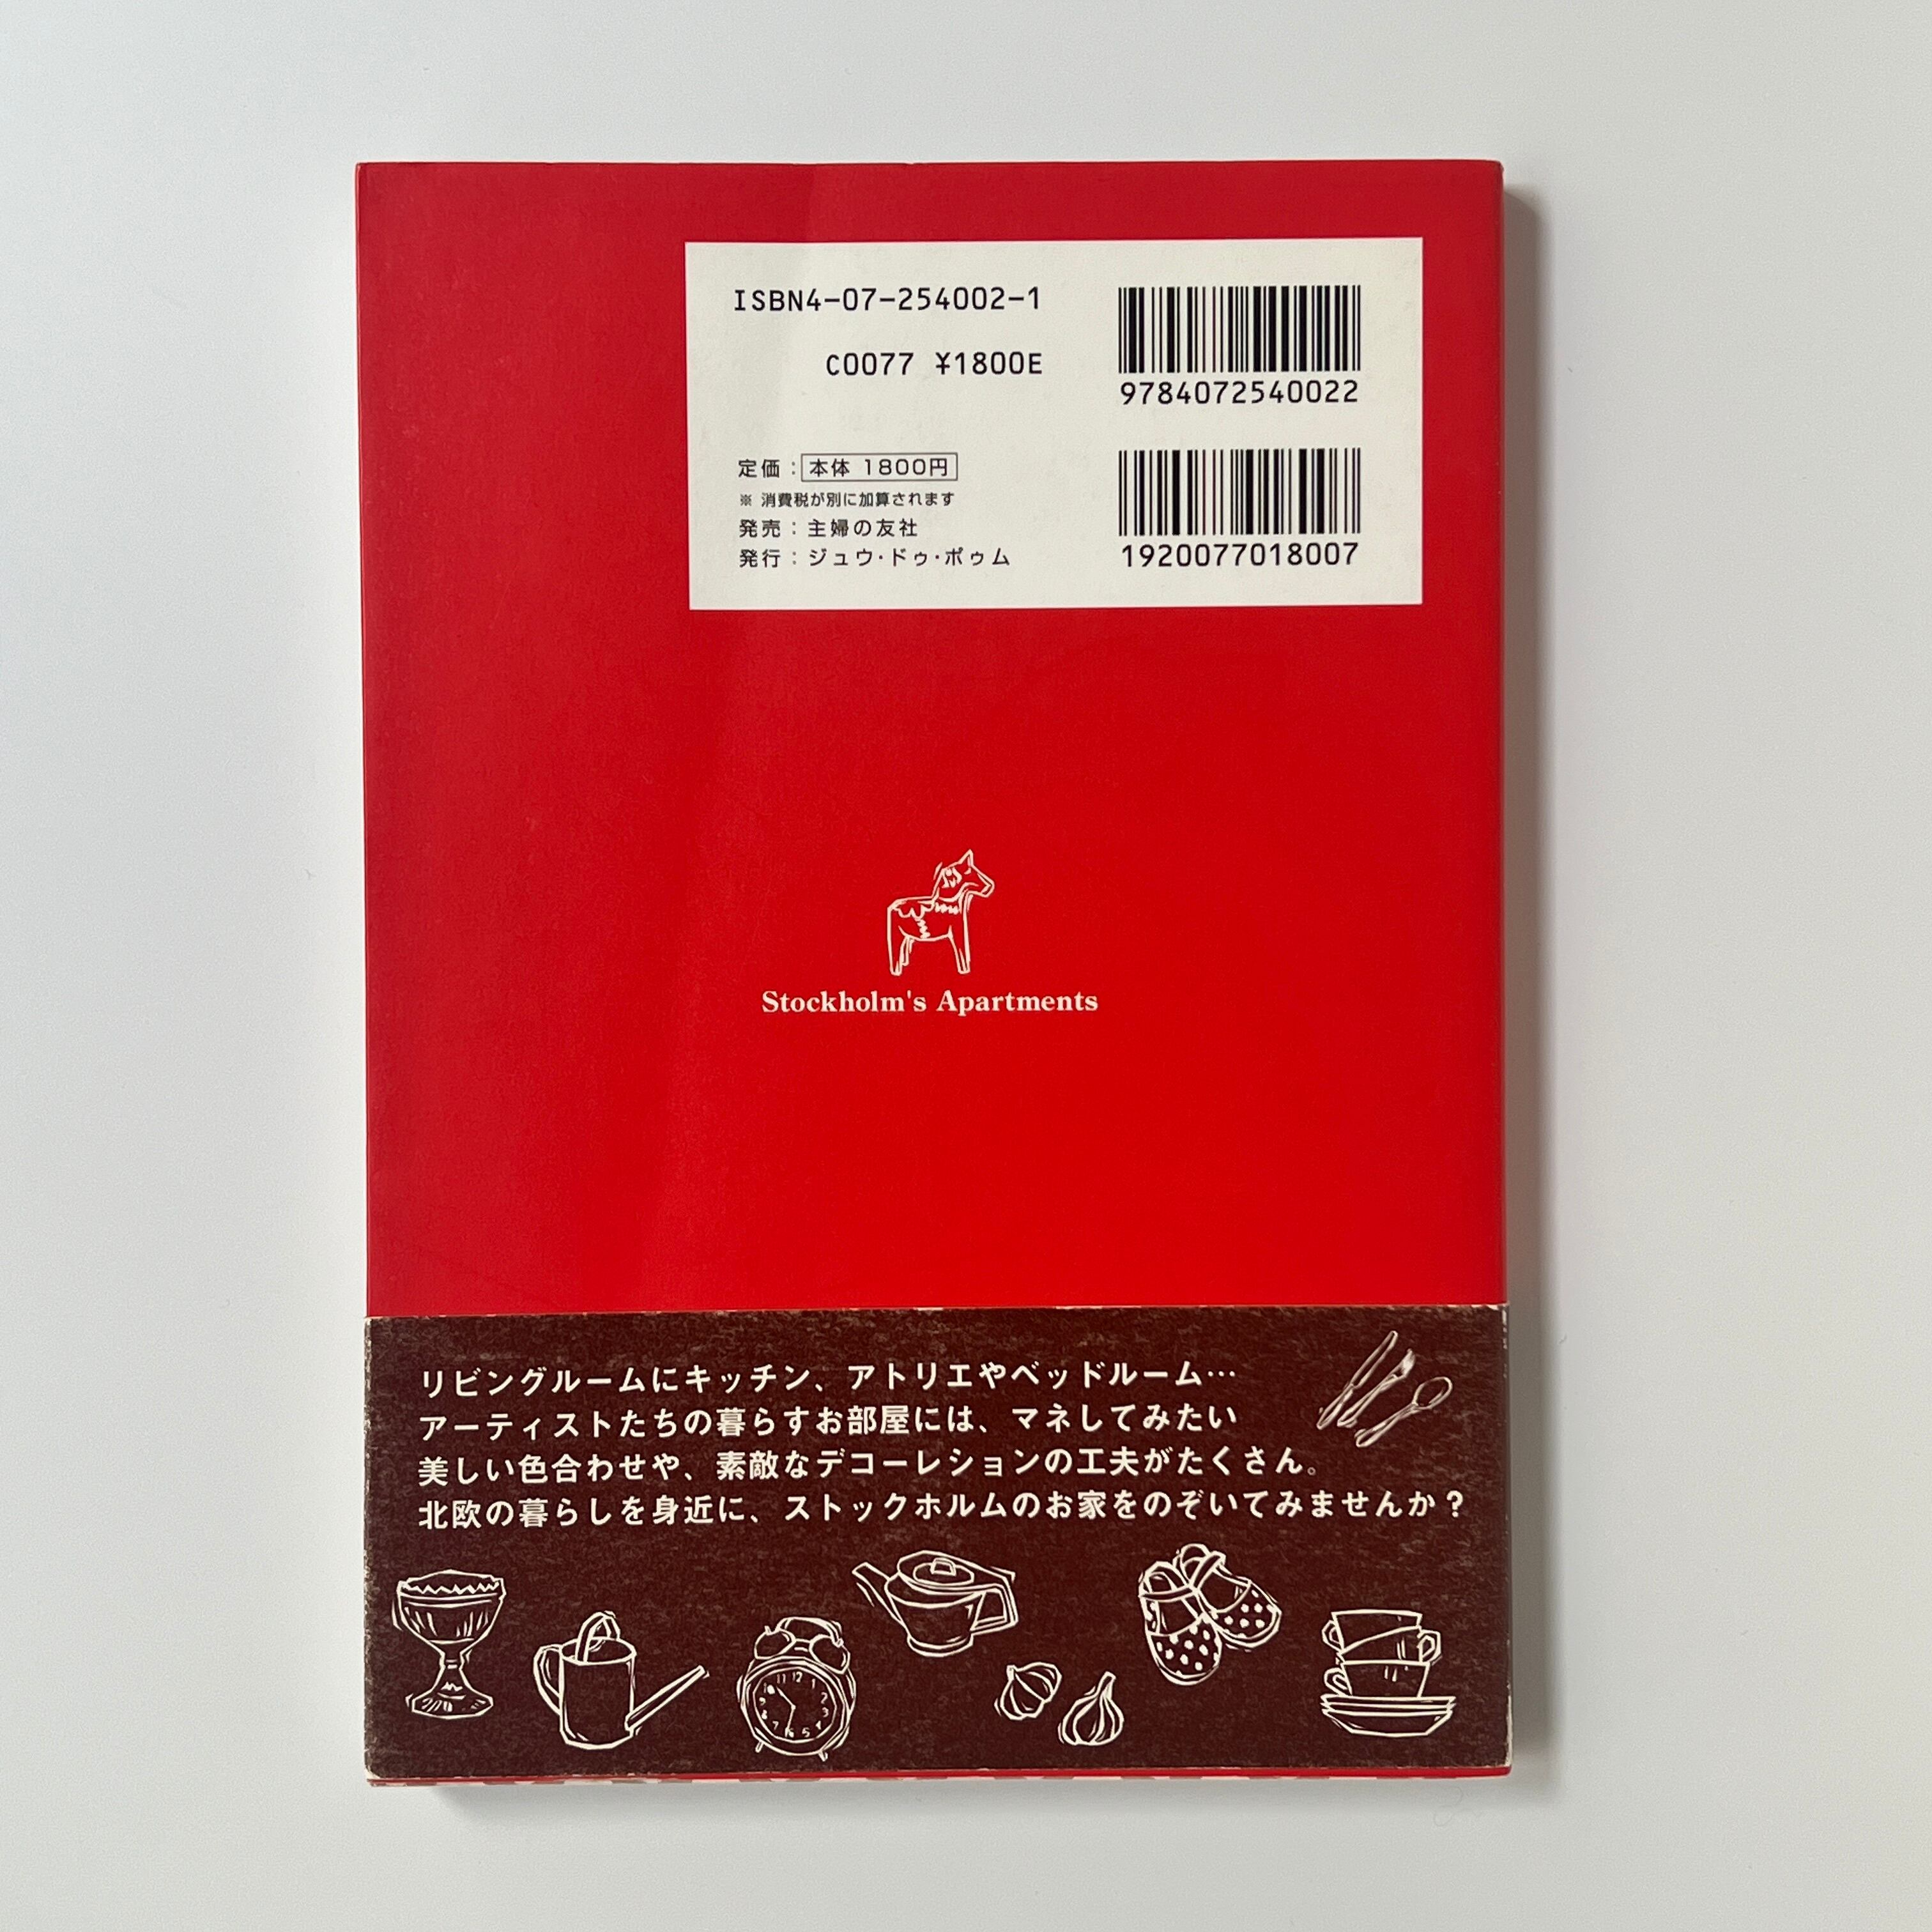 ISBN4-07-254002-1
C0077 ¥1800E
9784072540022
定価：本体 1800円
※ 消費税が別に加算されます
発売：主婦の友社
発行：ジュウ・ドゥ・ポゥム
1920077018007
Stockholm's Apartments
リビングルームにキッチン、アトリエやベッドルーム…
アーティストたちの暮らすお部屋には、マネしてみたい
美しい色合わせや、素敵なデコーレションの工夫がたくさん。
北欧の暮らしを身近に、ストックホルムのお家をのぞいてみませんか？